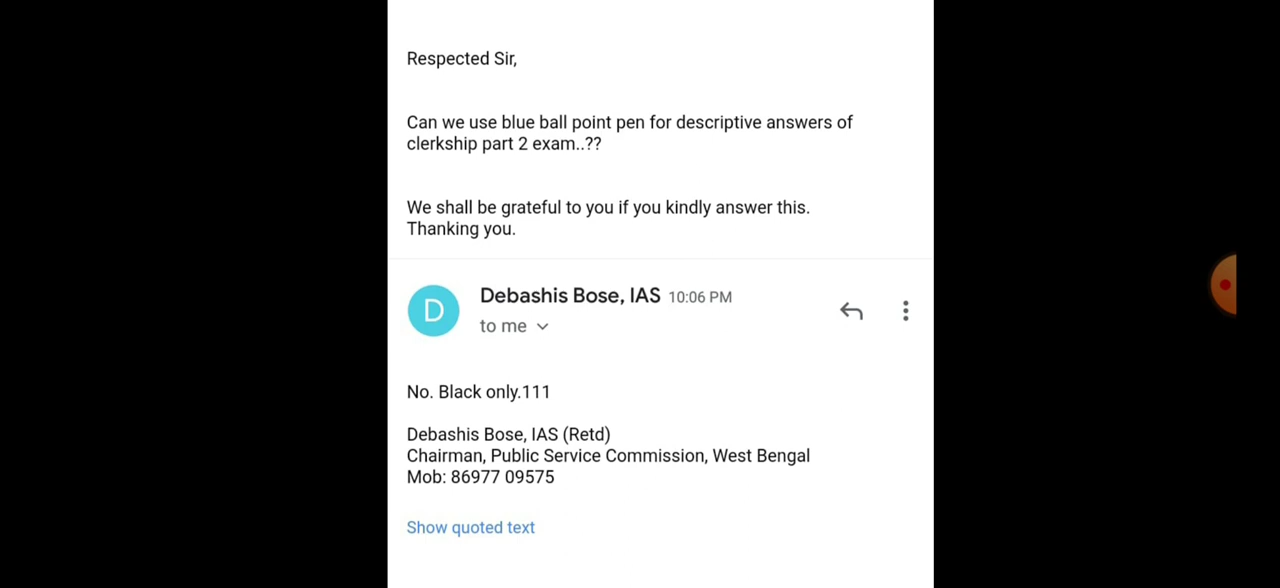 Respected Sir,
Can we use blue ball point pen for descriptive answers of
clerkship part 2 exam..??
We shall be grateful to you if you kindly answer this.
Thanking you.
D
Debashis Bose, IAS 10:06 PM
to me
No. Black only.111
Debashis Bose, IAS (Retd)
Chairman, Public Service Commission, West Bengal
Mob: 86977 09575
Show quoted text